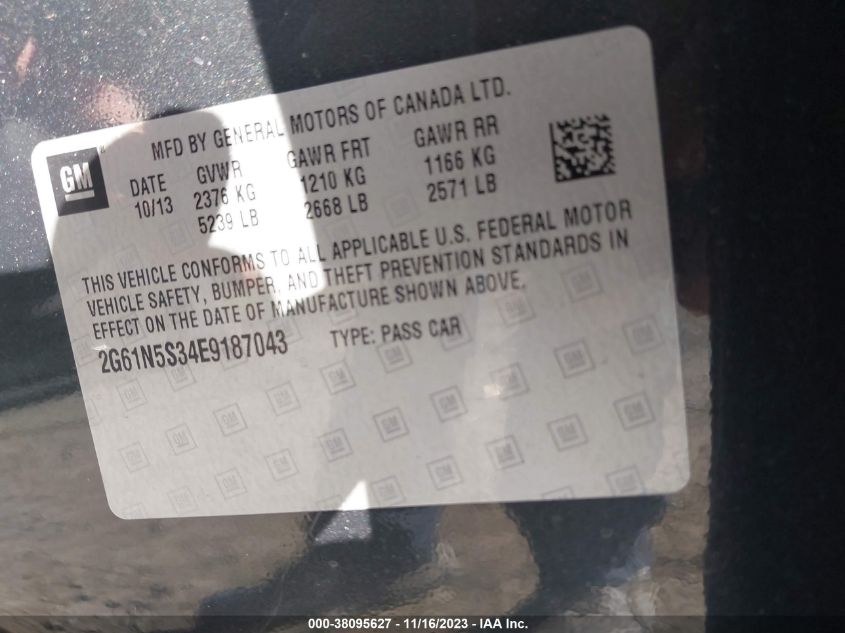 MFD BY GENERAL MOTORS OF CANADA LTD.
GM
DATE GVWR GAWR FRT GAWR RR
10/13 2376 KG 1210 KG 1166 KG
5239 LB 2668 LB 2571 LB
THIS VEHICLE CONFORMS TO ALL APPLICABLE U.S. FEDERAL MOTOR
VEHICLE SAFETY, BUMPER, AND THEFT PREVENTION STANDARDS IN
EFFECT ON THE DATE OF MANUFACTURE SHOWN ABOVE.
2G61N5S34E9187043 TYPE: PASS CAR
000-38095627 - 11/16/2023 - IAA Inc.